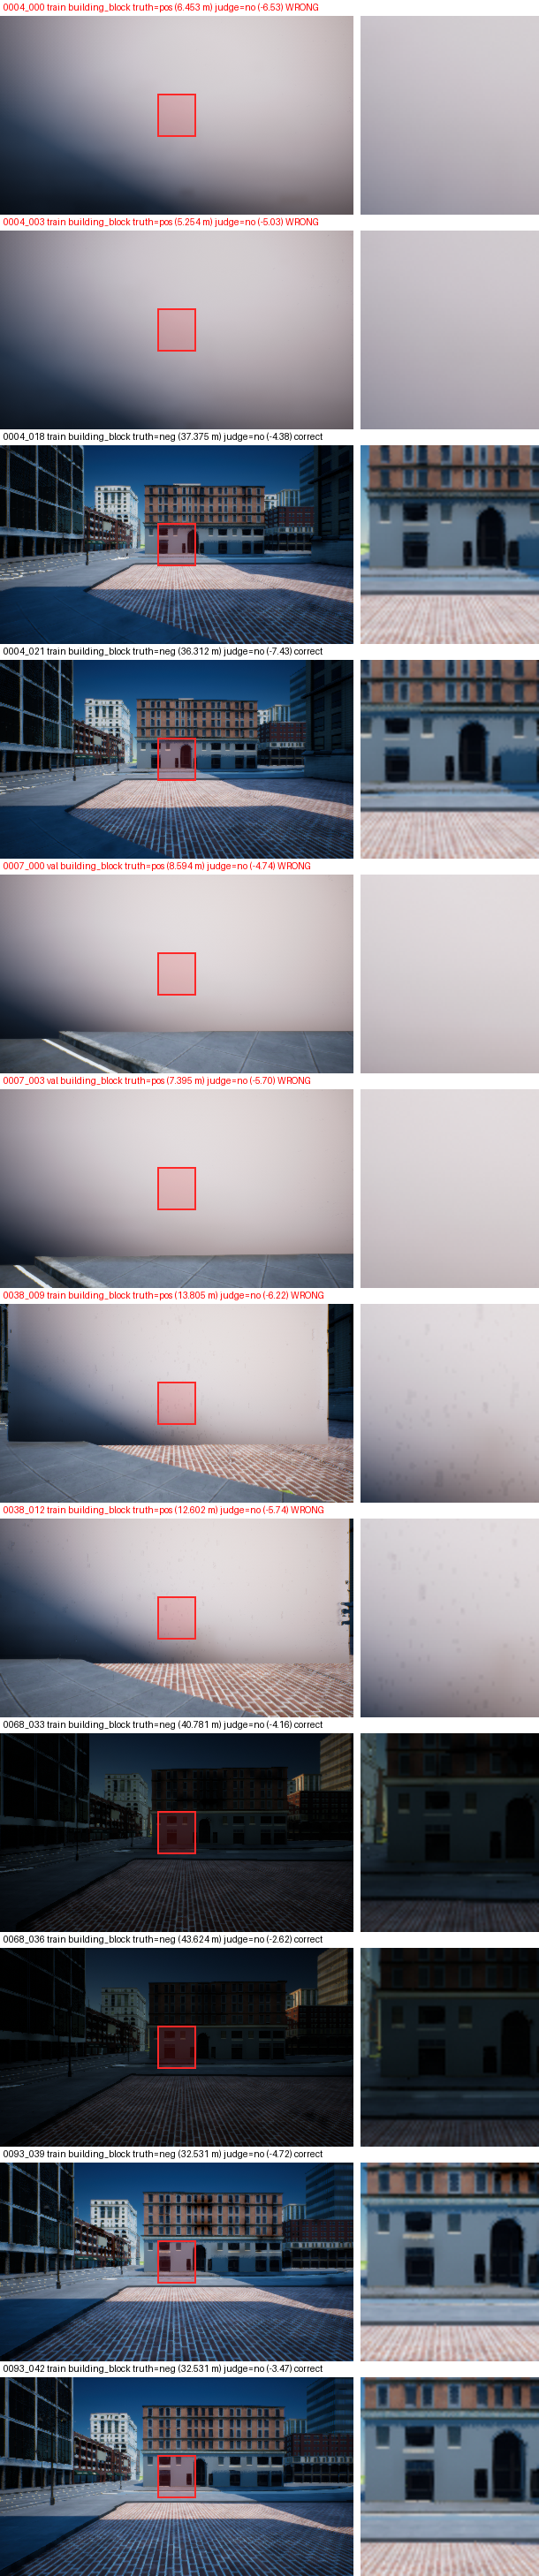 0004_000 train building_block truth=pos (6.453 m) judge=no (-6.53) WRONG
0004_003 train building_block truth=pos (5.254 m) judge=no (-5.03) WRONG
0004_018 train building_block truth=neg (37.375 m) judge=no (-4.38) correct
0004_021 train building_block truth=neg (36.312 m) judge=no (-7.43) correct
0007_000 val building_block truth=pos (8.594 m) judge=no (-4.74) WRONG
0007_003 val building_block truth=pos (7.395 m) judge=no (-5.70) WRONG
0038_009 train building_block truth=pos (13.805 m) judge=no (-6.22) WRONG
0038_012 train building_block truth=pos (12.602 m) judge=no (-5.74) WRONG
0068_033 train building_block truth=neg (40.781 m) judge=no (-4.16) correct
0068_036 train building_block truth=neg (43.624 m) judge=no (-2.62) correct
0093_039 train building_block truth=neg (32.531 m) judge=no (-4.72) correct
0093_042 train building_block truth=neg (32.531 m) judge=no (-3.47) correct